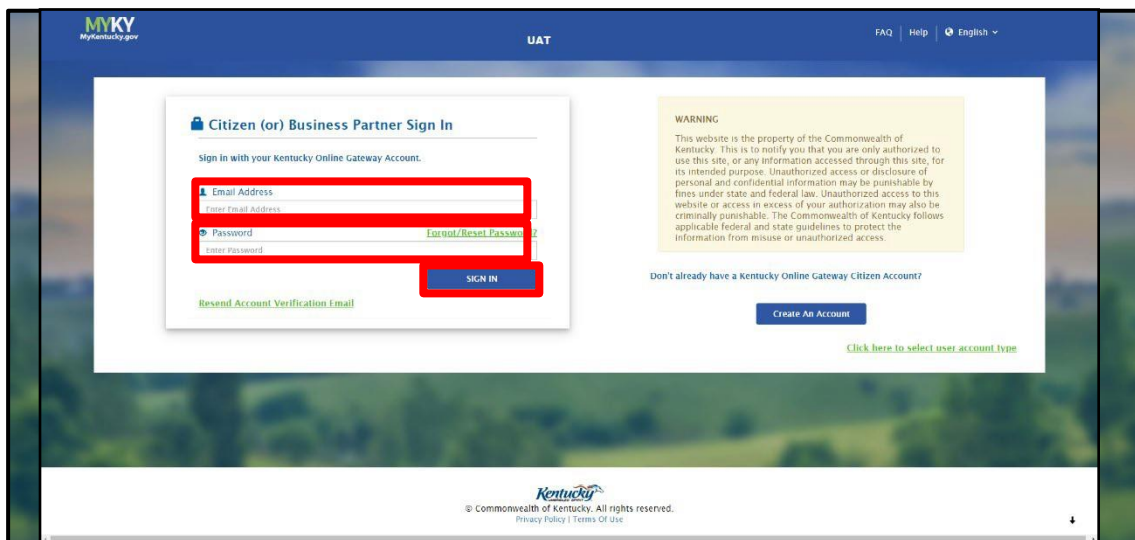 MYKY
MyKentucky.gov
UAT
FAQ | Help | English
Citizen (or) Business Partner Sign In
Sign in with your Kentucky Online Gateway Account.
Email Address
Enter Email Address
Password
Forgot/Reset Password?
Enter Password
SIGN IN
Resend Account Verification Email
WARNING
This website is the property of the Commonwealth of
Kentucky. This is to notify you that you are only authorized to
use this site, or any information accessed through this site, for
its intended purpose. Unauthorized access or disclosure of
personal and confidential information may be punishable by
fines under state and federal law. Unauthorized access to this
website or access in excess of your authorization may also be
criminally punishable. The Commonwealth of Kentucky follows
applicable federal and state guidelines to protect the
information from misuse or unauthorized access.
Don't already have a Kentucky Online Gateway Citizen Account?
Create An Account
Click here to select user account type
Kentucky
© Commonwealth of Kentucky. All rights reserved.
Privacy Policy | Terms Of Use